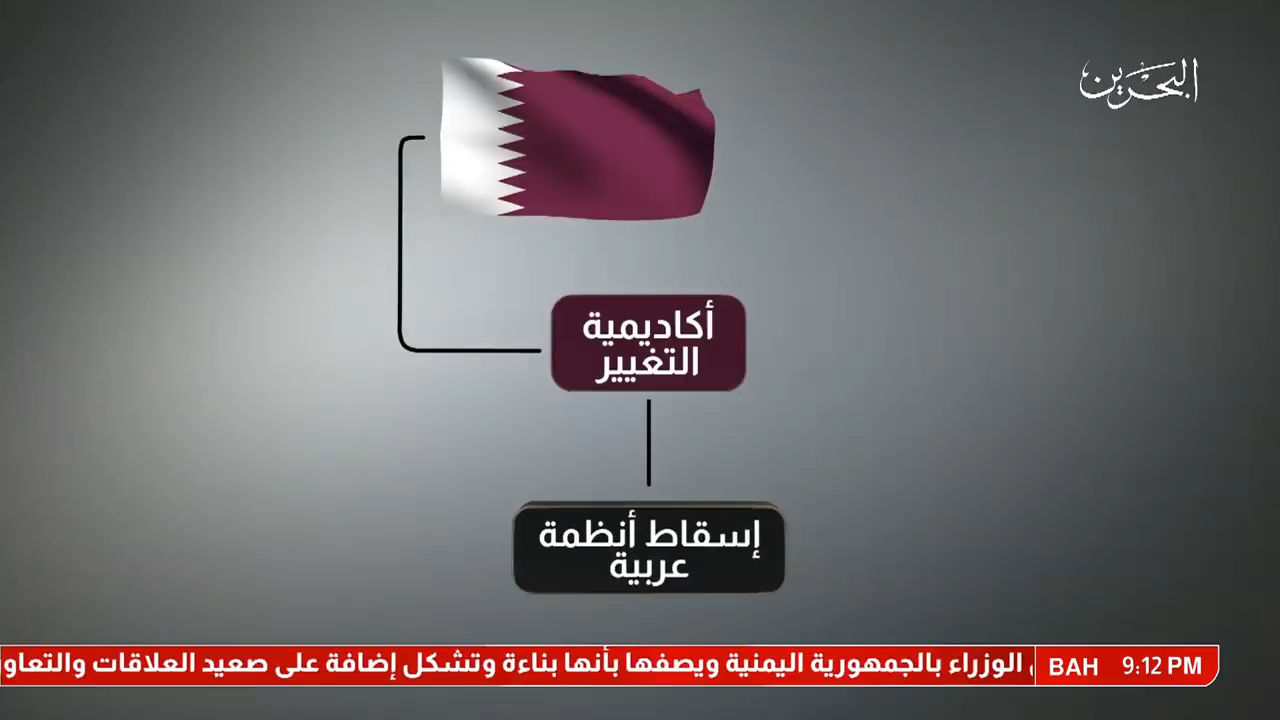 البحرين
أكاديمية
التغيير
إسقاط أنظمة
عربية
الوزراء بالجمهورية اليمنية ويصفها بأنها بناءة وتشكل إضافة على صعيد العلاقات والتعاو
BAH 9:12 PM